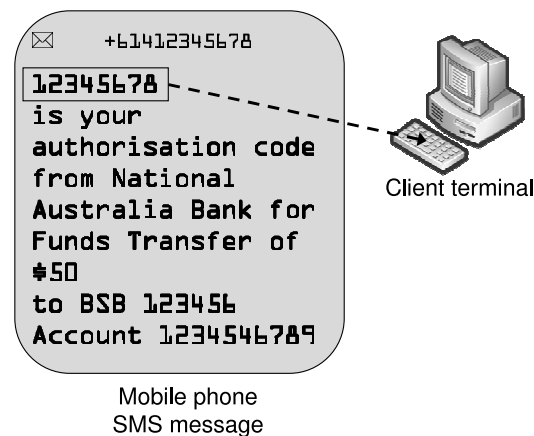 +61412345678
12345678
is your
authorisation code
from National
Australia Bank for
Funds Transfer of
$50
to BSB 123456
Account 1234546789
Client terminal
Mobile phone
SMS message